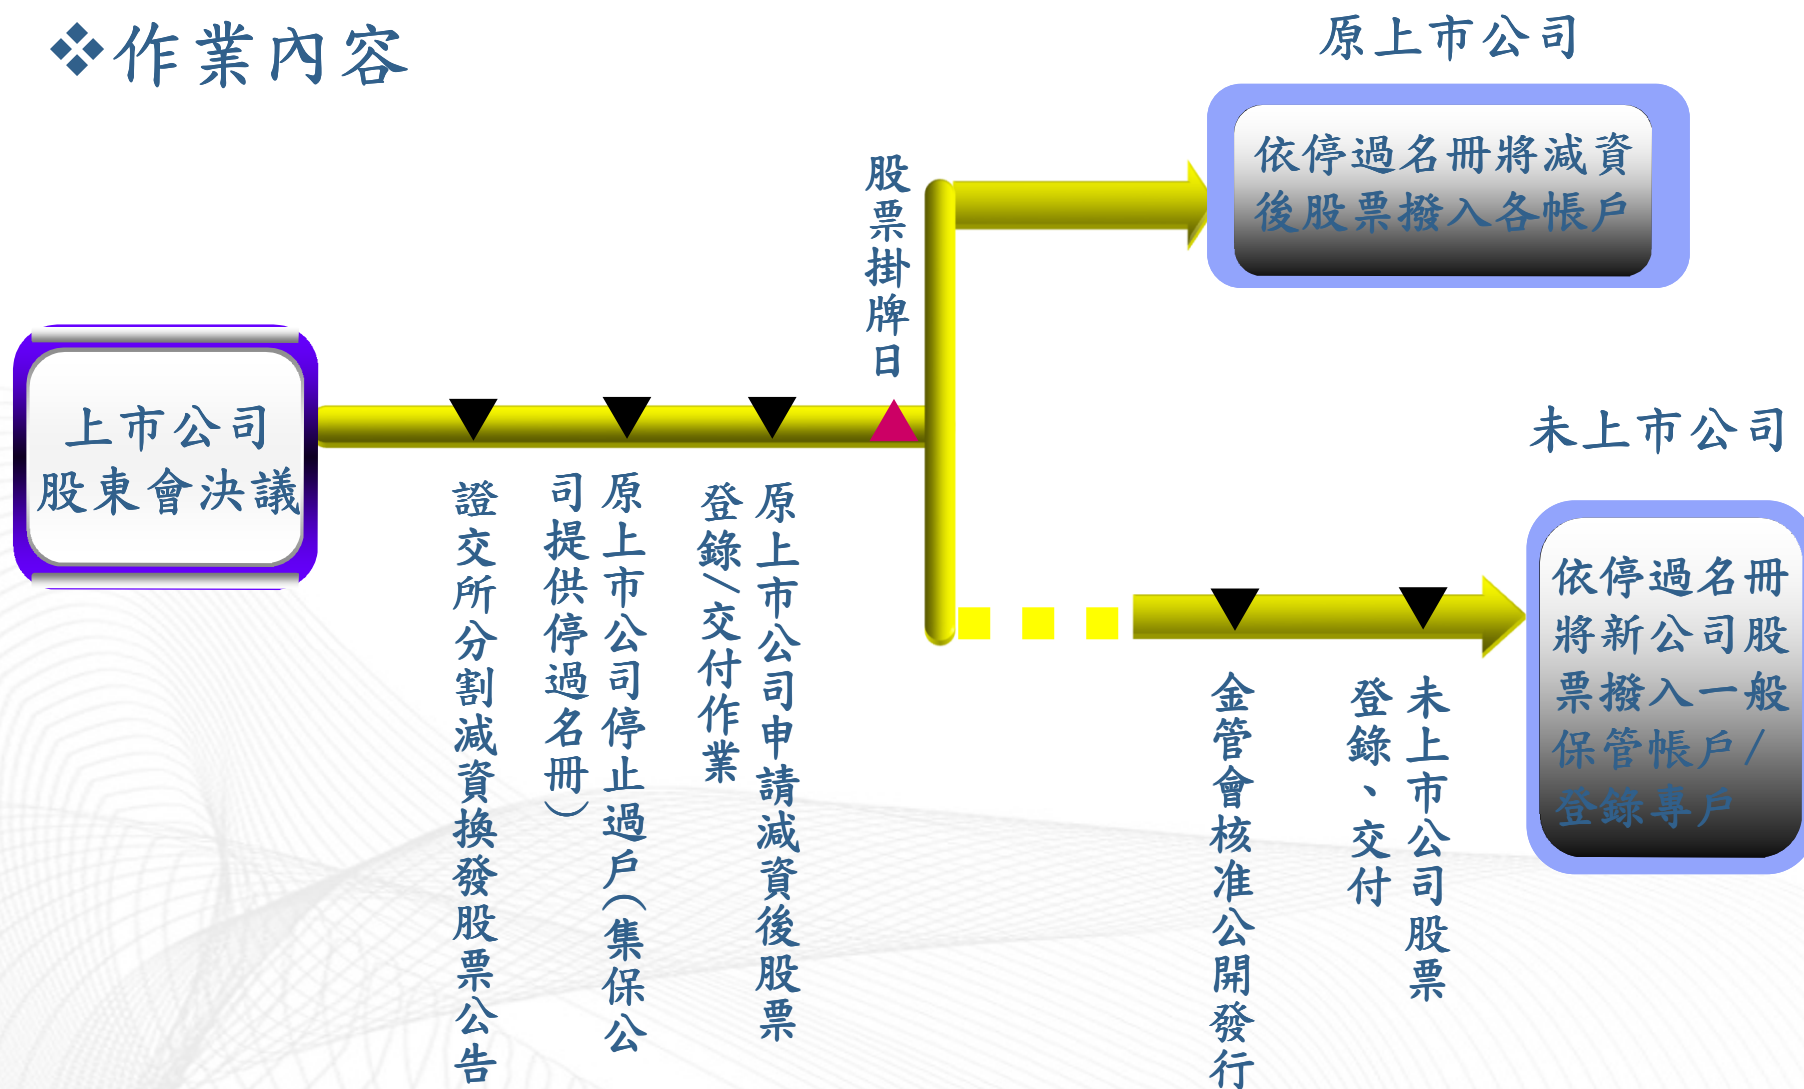 作業內容
原上市公司
依停過名冊將減資
後股票撥入各帳戶
股票掛牌日
上市公司
股東會決議
證交所分割減資換發股票公告
原上市公司停止過戶(集保公
司提供停過名冊)
原上市公司申請減資後股票
登錄/交付作業
未上市公司
依停過名冊
將新公司股
票撥入一般
保管帳戶/
登錄專戶
金管會核准公開發行
未上市公司股票
登錄、交付